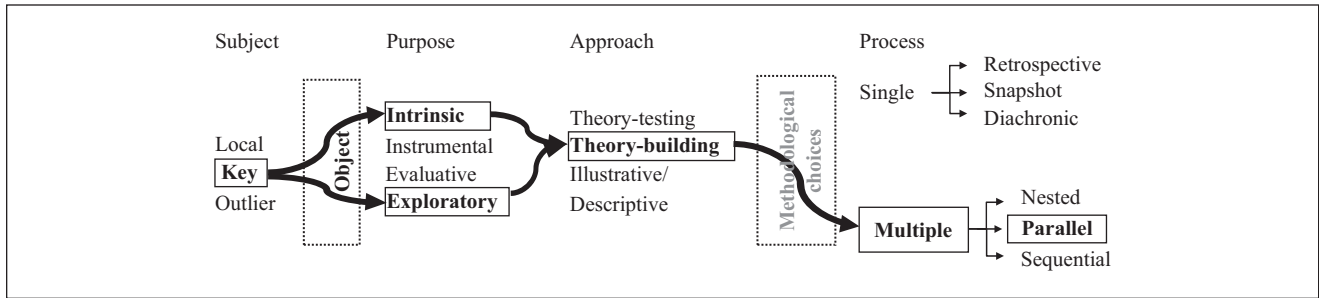 Subject
Purpose
Approach
Process
Local
Key
Outlier
Object
Intrinsic
Instrumental
Evaluative
Exploratory
Theory-testing
Theory-building
Illustrative/
Descriptive
Methodological
choices
Single
Retrospective
Snapshot
Diachronic
Multiple
Nested
Parallel
Sequential